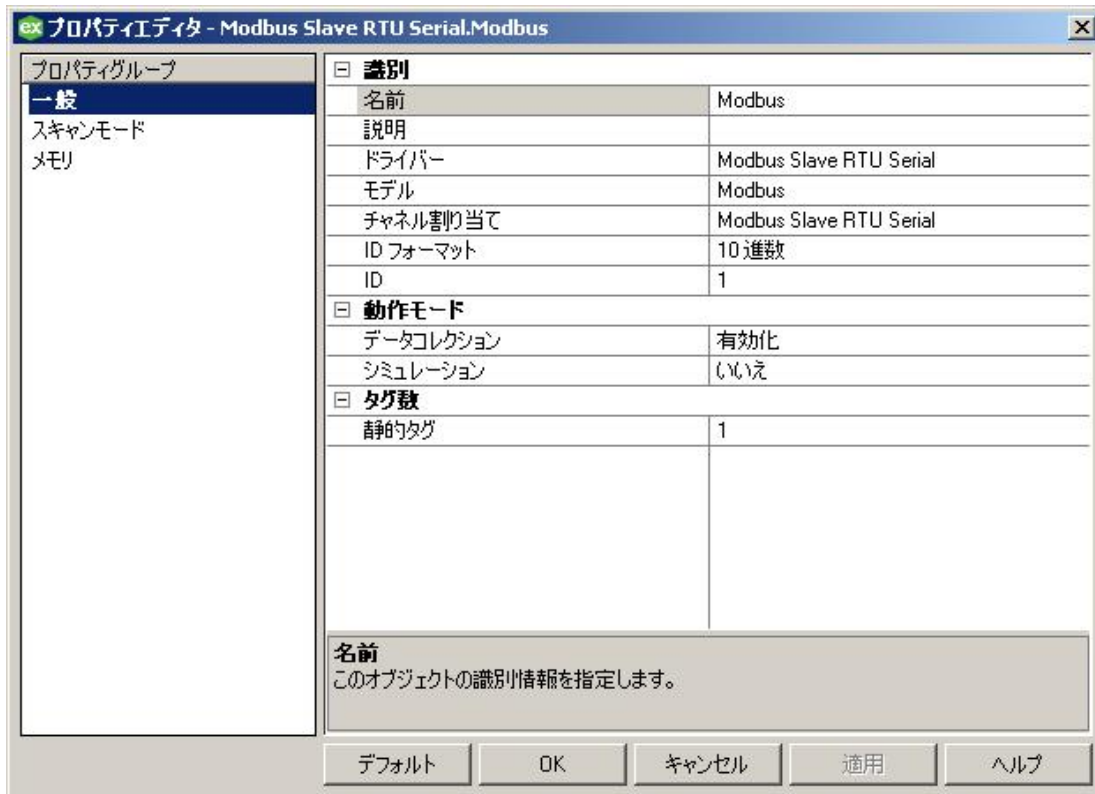 ex プロパティエディタ - Modbus Slave RTU Serial.Modbus
プロパティグループ
一般
スキャンモード
メモリ
識別
名前 Modbus
説明
ドライバー Modbus Slave RTU Serial
モデル Modbus
チャネル割り当て Modbus Slave RTU Serial
ID フォーマット 10 進数
ID 1
動作モード
データコレクション 有効化
シミュレーション いいえ
タグ数
静的タグ 1
名前
このオブジェクトの識別情報を指定します。
デフォルト OK キャンセル 適用 ヘルプ